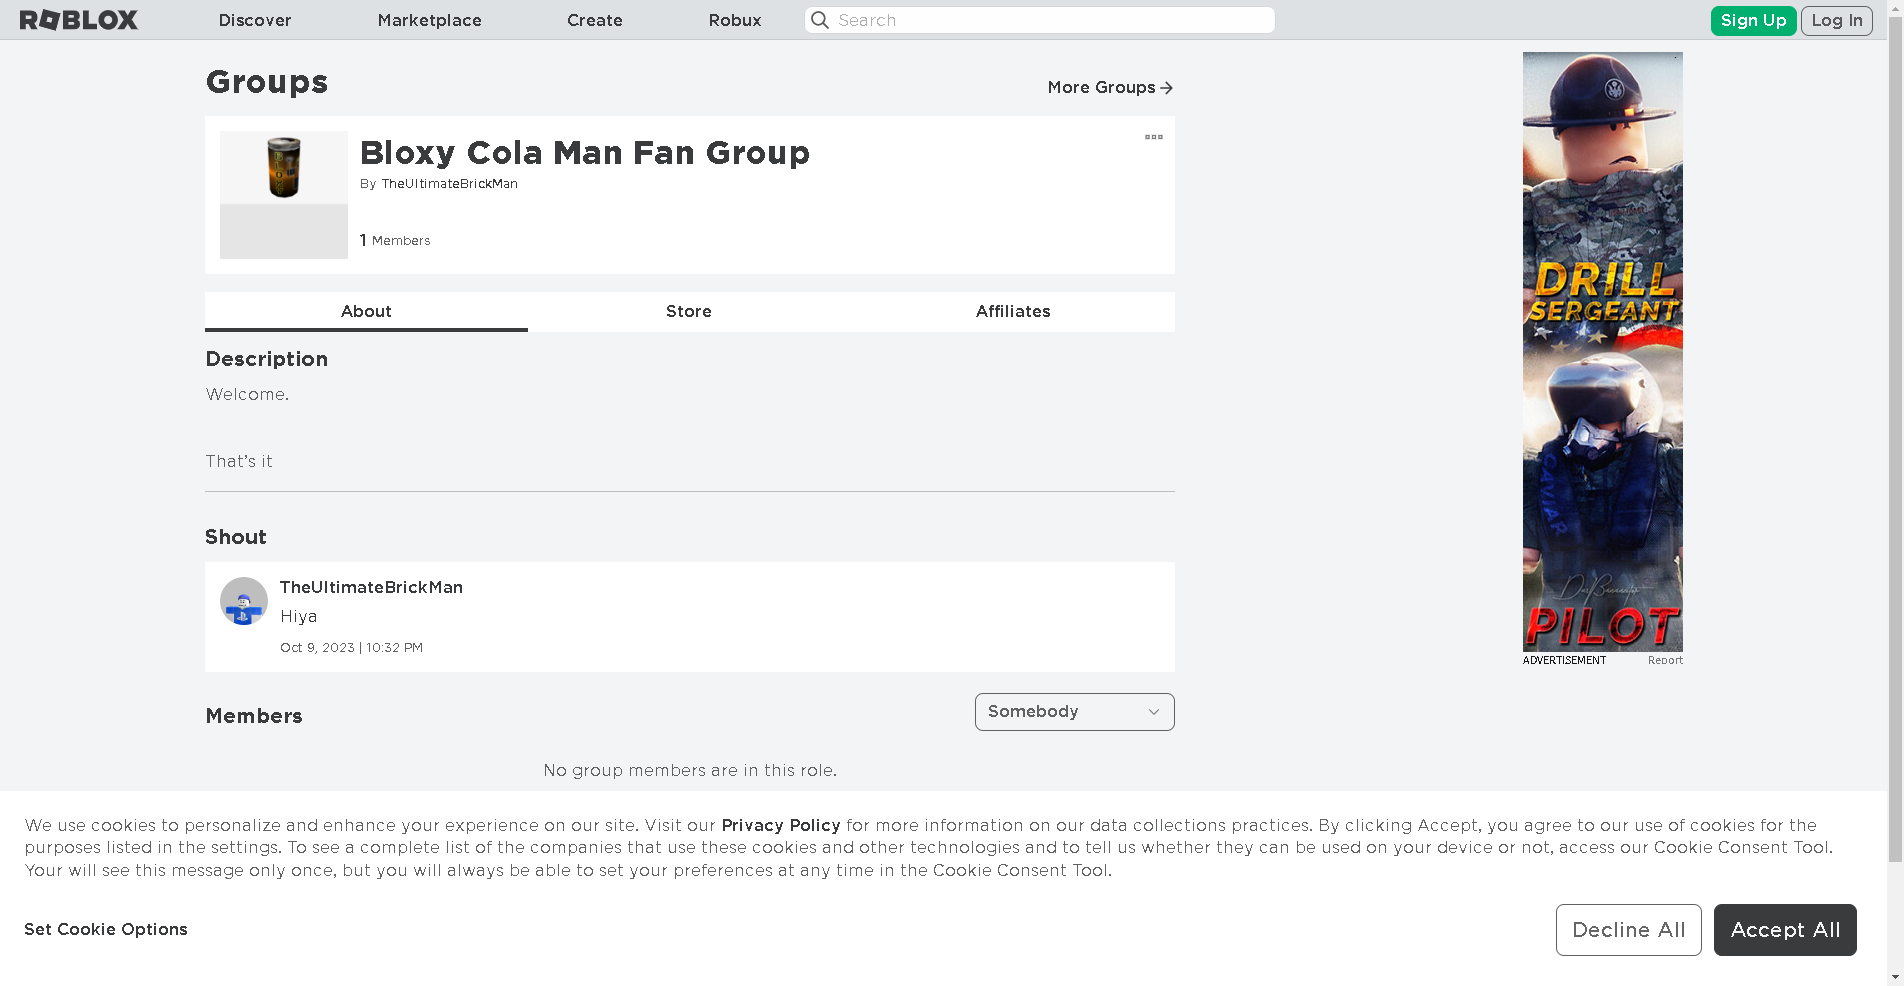 ROBLOX Discover Marketplace Create Robux Search Sign Up Log In
Groups
More Groups
Bloxy Cola Man Fan Group
By TheUltimateBrickMan
1 Members
About Store Affiliates
Description
Welcome.
That's it
Shout
TheUltimateBrickMan
Hiya
Oct 9, 2023 | 10:32 PM
Members
Somebody
No group members are in this role.
DRILL
SERGEANT
CAVIAR
PILOT
ADVERTISEMENT Report
We use cookies to personalize and enhance your experience on our site. Visit our Privacy Policy for more information on our data collections practices. By clicking Accept, you agree to our use of cookies for the
purposes listed in the settings. To see a complete list of the companies that use these cookies and other technologies and to tell us whether they can be used on your device or not, access our Cookie Consent Tool.
Your will see this message only once, but you will always be able to set your preferences at any time in the Cookie Consent Tool.
Set Cookie Options
Decline All Accept All